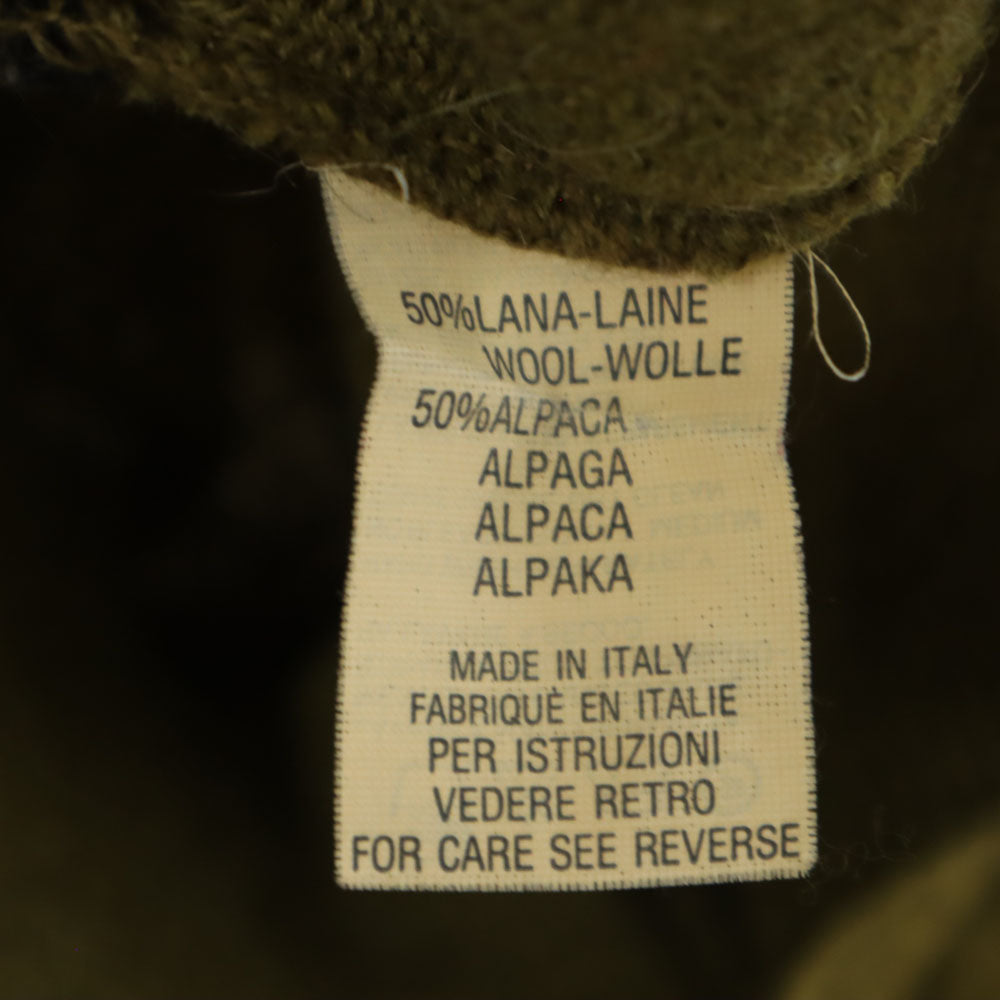 50%LANA-LAINE
WOOL-WOLLE
50%ALPACA
ALPAGA
ALPACA
ALPAKA
MADE IN ITALY
FABRIQUÈ EN ITALIE
PER ISTRUZIONI
VEDERE RETRO
FOR CARE SEE REVERSE